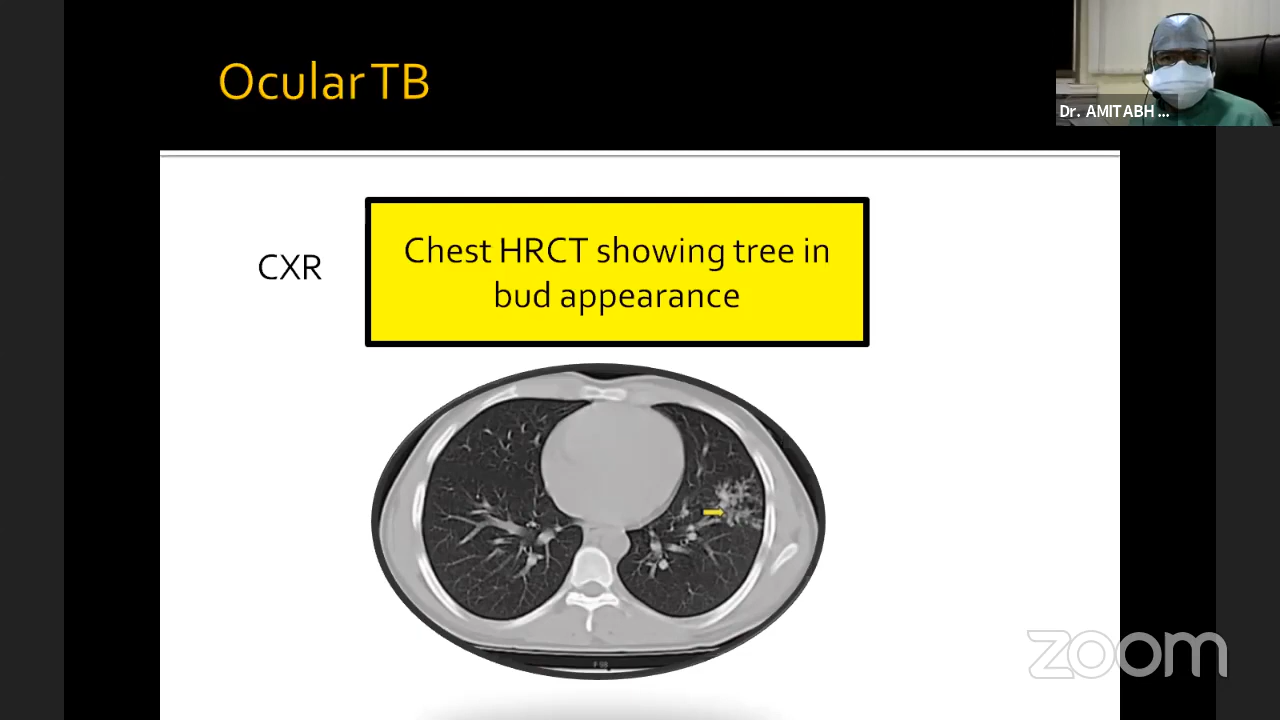 Ocular TB
Dr. AMITABH ...
CXR
Chest HRCT showing tree in
bud appearance
zoom